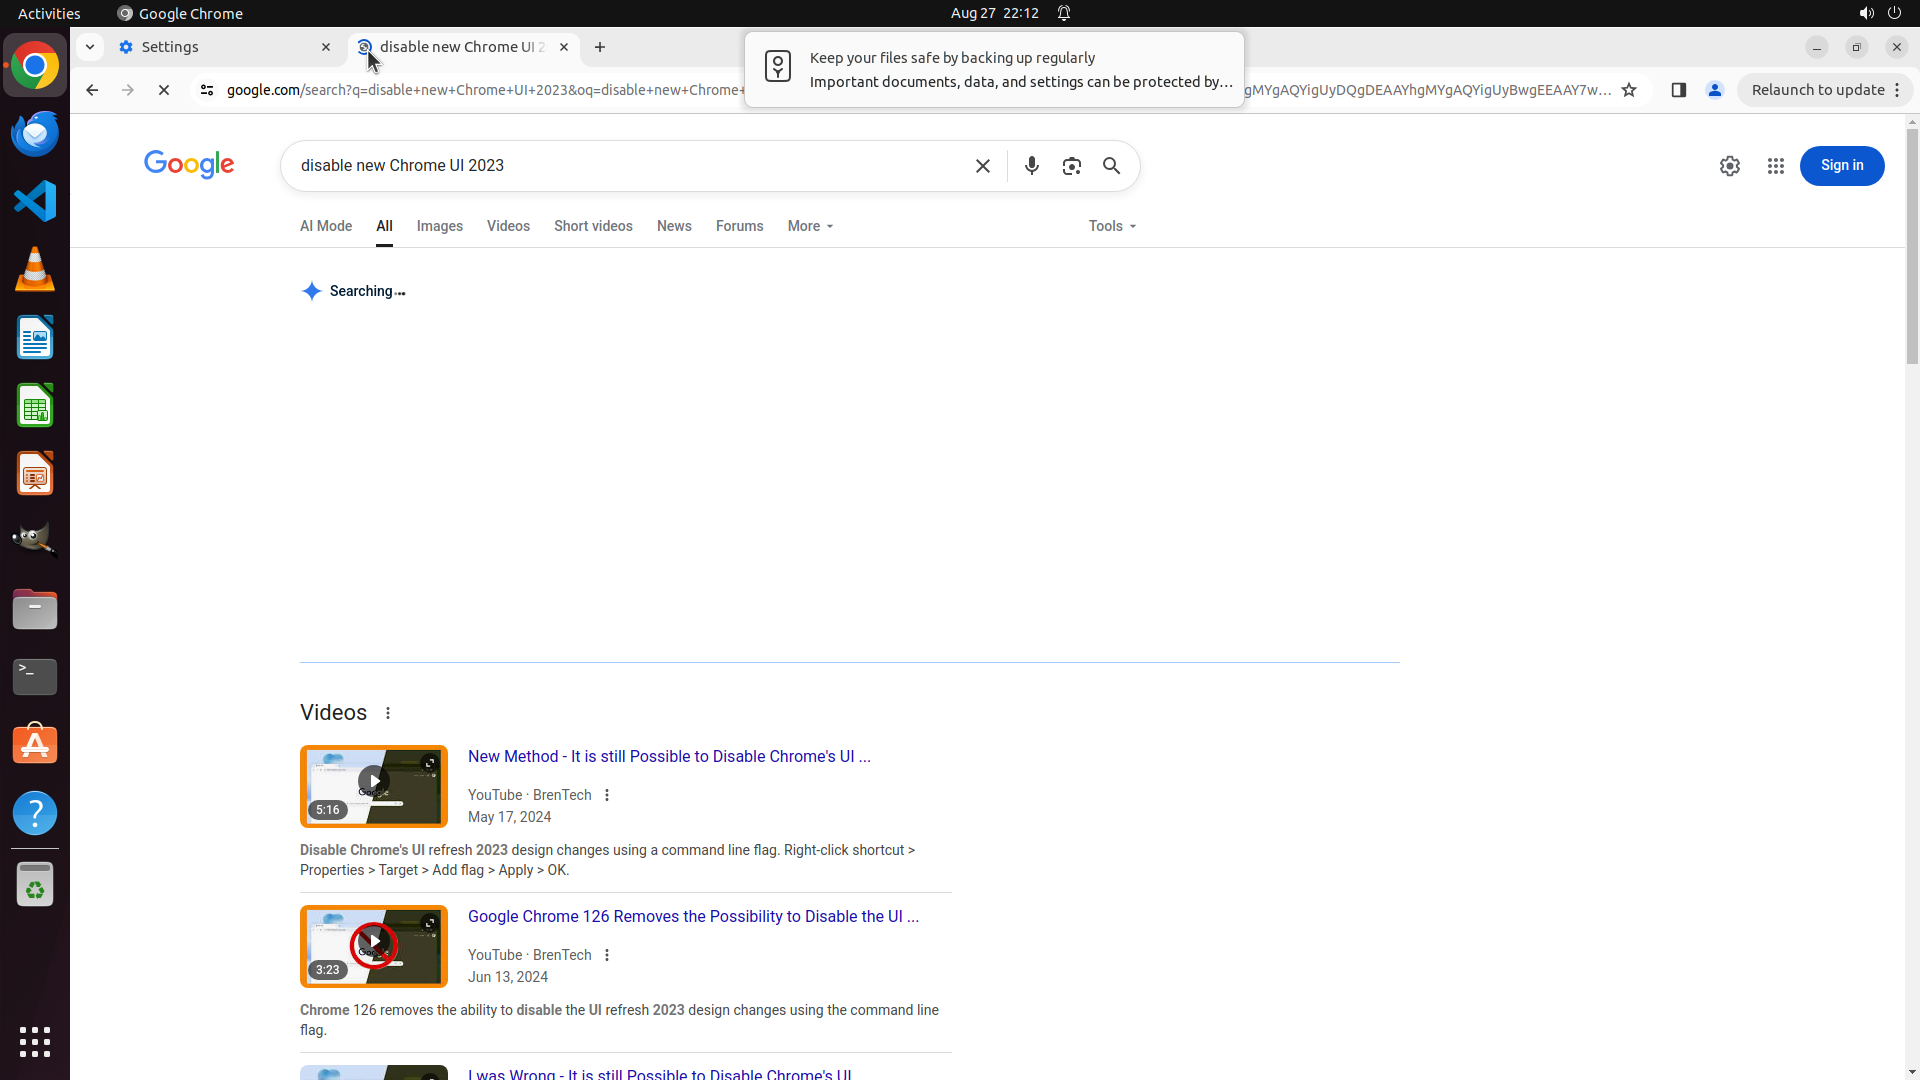 Activities
Google Chrome
Aug 27 22:12
Settings
disable new Chrome UI 2
Keep your files safe by backing up regularly
Important documents, data, and settings can be protected by…
google.com/search?q=disable+new+Chrome+UI+2023&oq=disable+new+Chrome+
gMYgAQYigUyDQgDEAAYhgMYgAQYigUyBwgEEAAY7w…
Relaunch to update
Google
disable new Chrome UI 2023
Sign in
AI Mode
All
Images
Videos
Short videos
News
Forums
More
Tools
Searching…
Videos
New Method - It is still Possible to Disable Chrome's UI ...
YouTube · BrenTech
May 17, 2024
5:16
Disable Chrome's UI refresh 2023 design changes using a command line flag. Right-click shortcut >
Properties > Target > Add flag > Apply > OK.
Google Chrome 126 Removes the Possibility to Disable the UI ...
YouTube · BrenTech
Jun 13, 2024
3:23
Chrome 126 removes the ability to disable the UI refresh 2023 design changes using the command line
flag.
I was Wrong - It is still Possible to Disable Chrome's UI